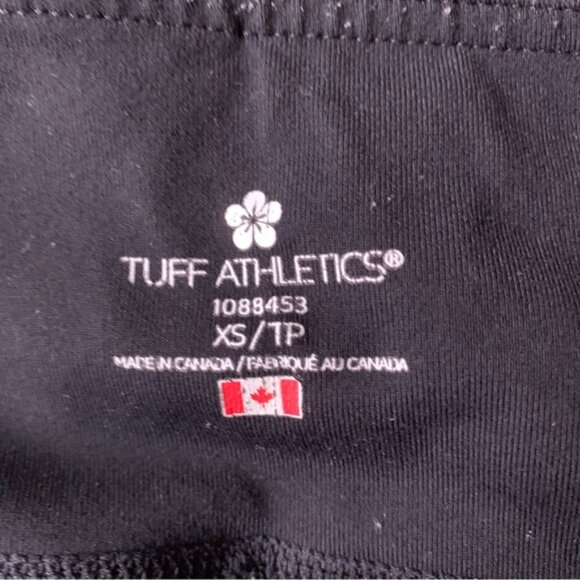 TUFF ATHLETICS®
1088453
XS/TP
MADE IN CANADA / FABRIQUÉ AU CANADA